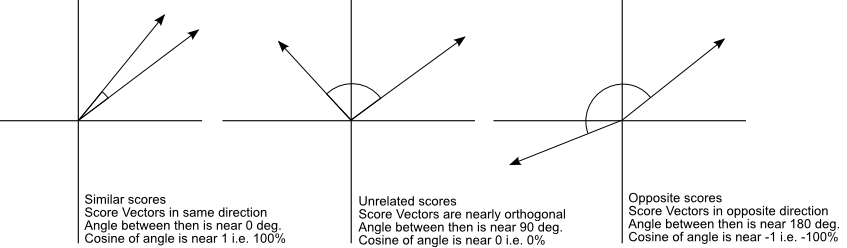 Similar scores
Score Vectors in same direction
Angle between then is near 0 deg.
Cosine of angle is near 1 i.e. 100%
Unrelated scores
Score Vectors are nearly orthogonal
Angle between then is near 90 deg.
Cosine of angle is near 0 i.e. 0%
Opposite scores
Score Vectors in opposite direction
Angle between then is near 180 deg.
Cosine of angle is near -1 i.e. -100%